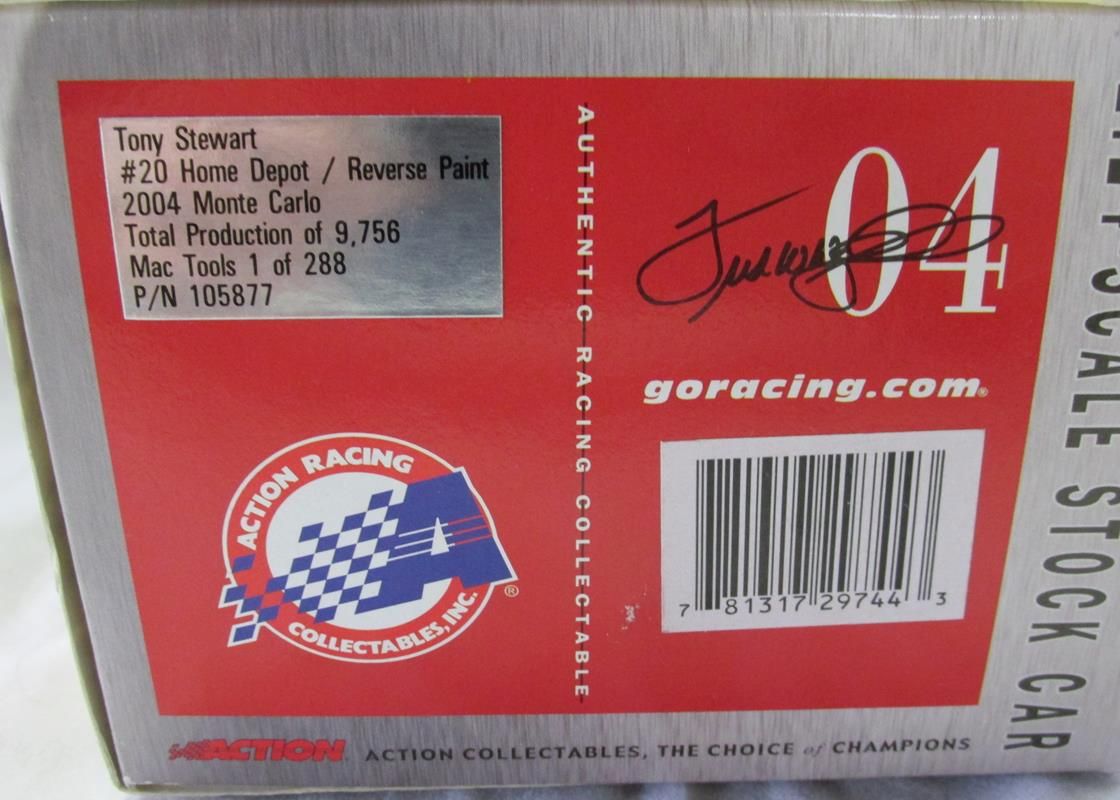 Tony Stewart
#20 Home Depot / Reverse Paint
2004 Monte Carlo
Total Production of 9,756
Mac Tools 1 of 288
P/N 105877
AUTHENTIC RACING COLLECTABLE
04
goracing.com®
7 81317 29744 3
ACTION RACING
COLLECTABLES, INC. ®
SCALE STOCK CAR
ACTION ACTION COLLECTABLES, THE CHOICE of CHAMPIONS